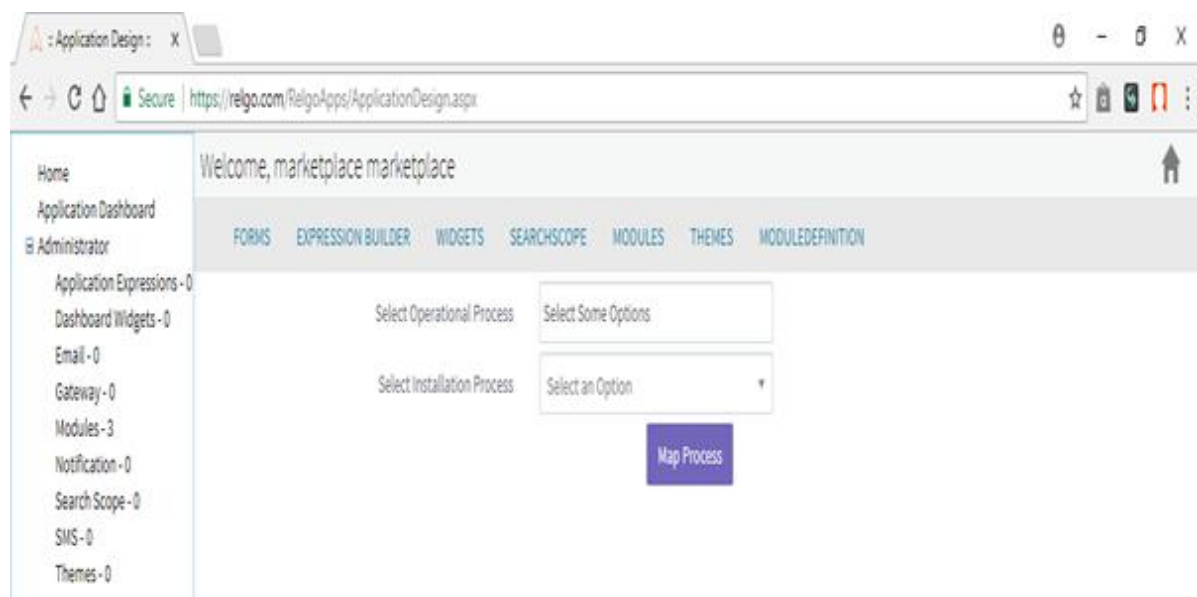 : Application Design :
Secure https://relgo.com/RelgoApps/ApplicationDesign.aspx
Welcome, marketplace marketplace
Home
Application Dashboard
Administrator
Application Expressions - 0
Dashboard Widgets - 0
Email - 0
Gateway - 0
Modules - 3
Notification - 0
Search Scope - 0
SMS - 0
Themes - 0
FORMS EXPRESSION BUILDER WIDGETS SEARCHSCOPE MODULES THEMES MODULEDEFINITION
Select Operational Process Select Some Options
Select Installation Process Select an Option
Map Process